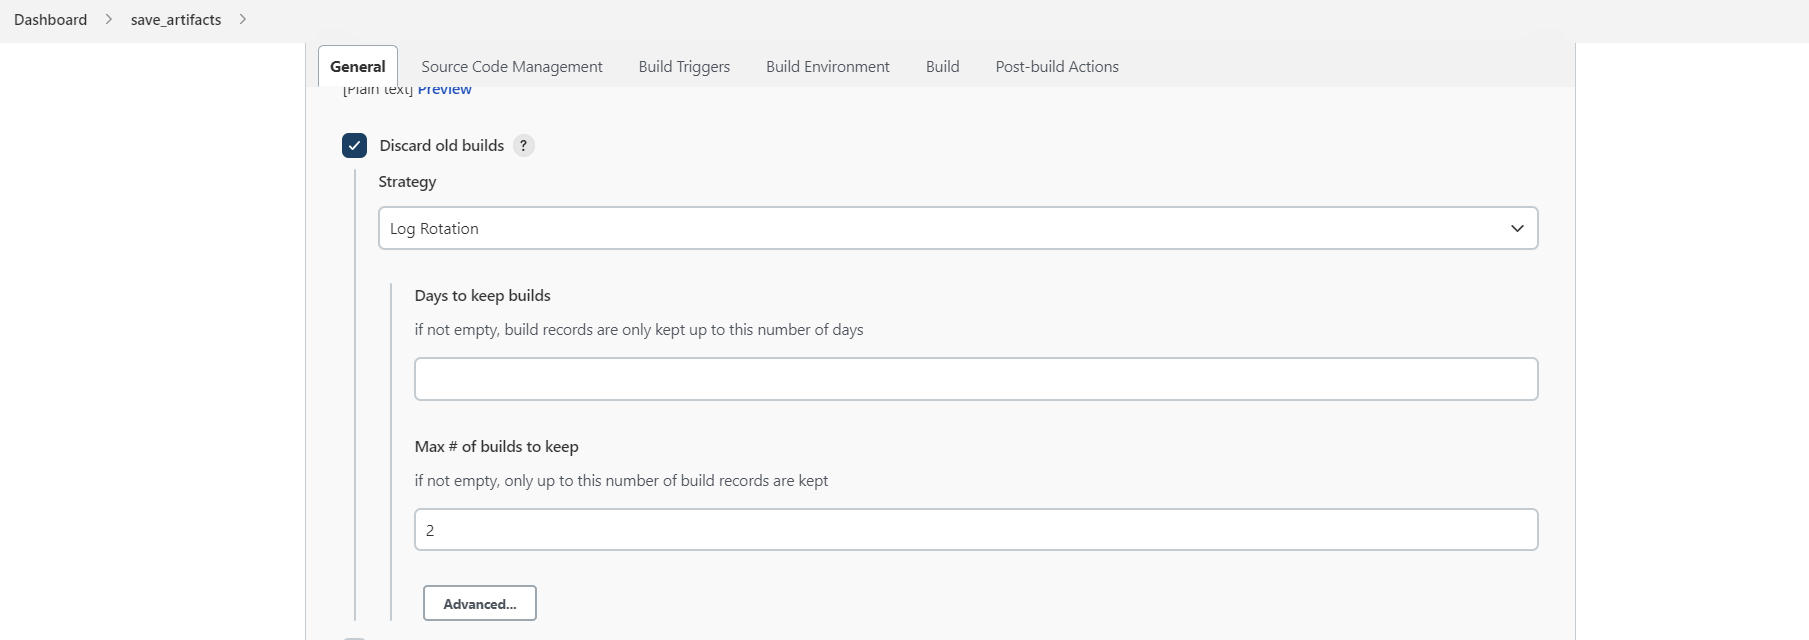 Dashboard > save_artifacts >
General Source Code Management Build Triggers Build Environment Build Post-build Actions
[Plain text] Preview
Discard old builds ?
Strategy
Log Rotation
Days to keep builds
if not empty, build records are only kept up to this number of days
Max # of builds to keep
if not empty, only up to this number of build records are kept
2
Advanced...